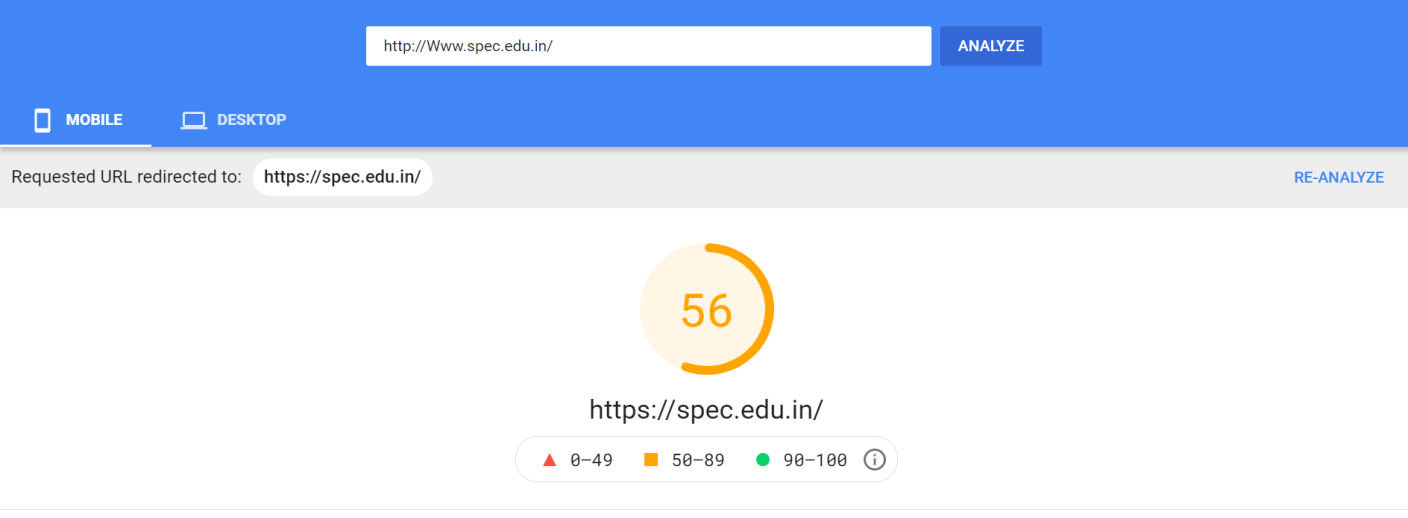 http://Www.spec.edu.in/
ANALYZE
MOBILE DESKTOP
Requested URL redirected to: https://spec.edu.in/ RE-ANALYZE
56
https://spec.edu.in/
0–49 50–89 90–100